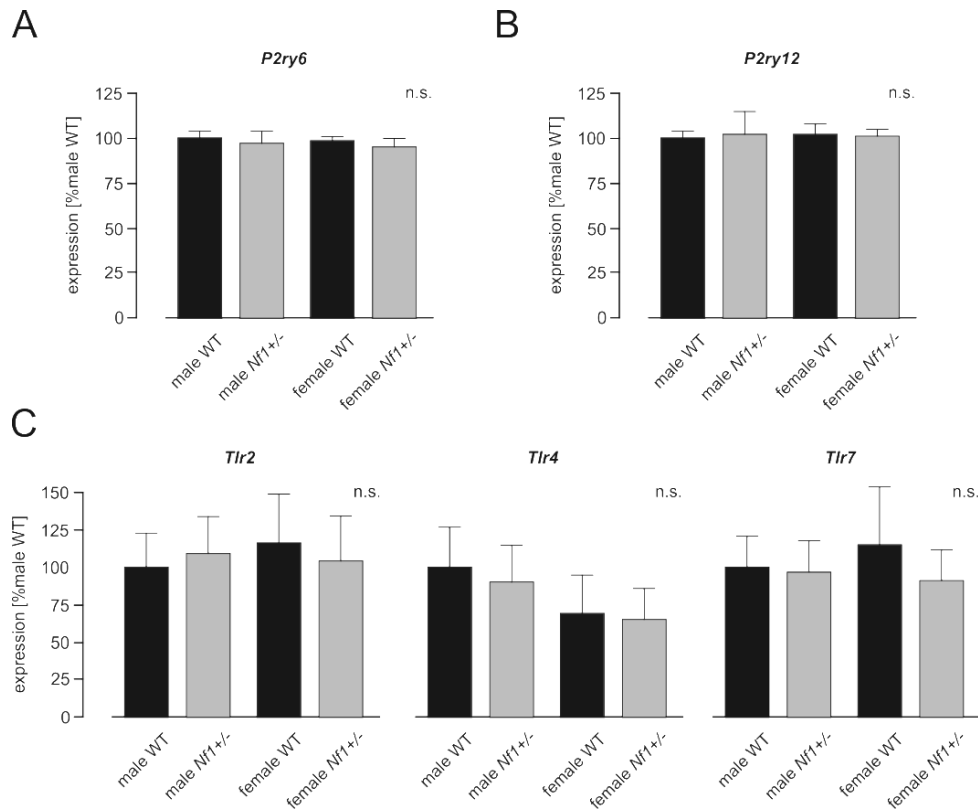 A
P2ry6
expression [%male WT]
125
100
75
50
25
0
n.s.
male WT
male Nf1+/-
female WT
female Nf1+/-
B
P2ry12
expression [%male WT]
125
100
75
50
25
0
n.s.
male WT
male Nf1+/-
female WT
female Nf1+/-
C
Tlr2
expression [%male WT]
150
125
100
75
50
25
0
n.s.
male WT
male Nf1+/-
female WT
female Nf1+/-
Tlr4
n.s.
male WT
male Nf1+/-
female WT
female Nf1+/-
Tlr7
n.s.
male WT
male Nf1+/-
female WT
female Nf1+/-